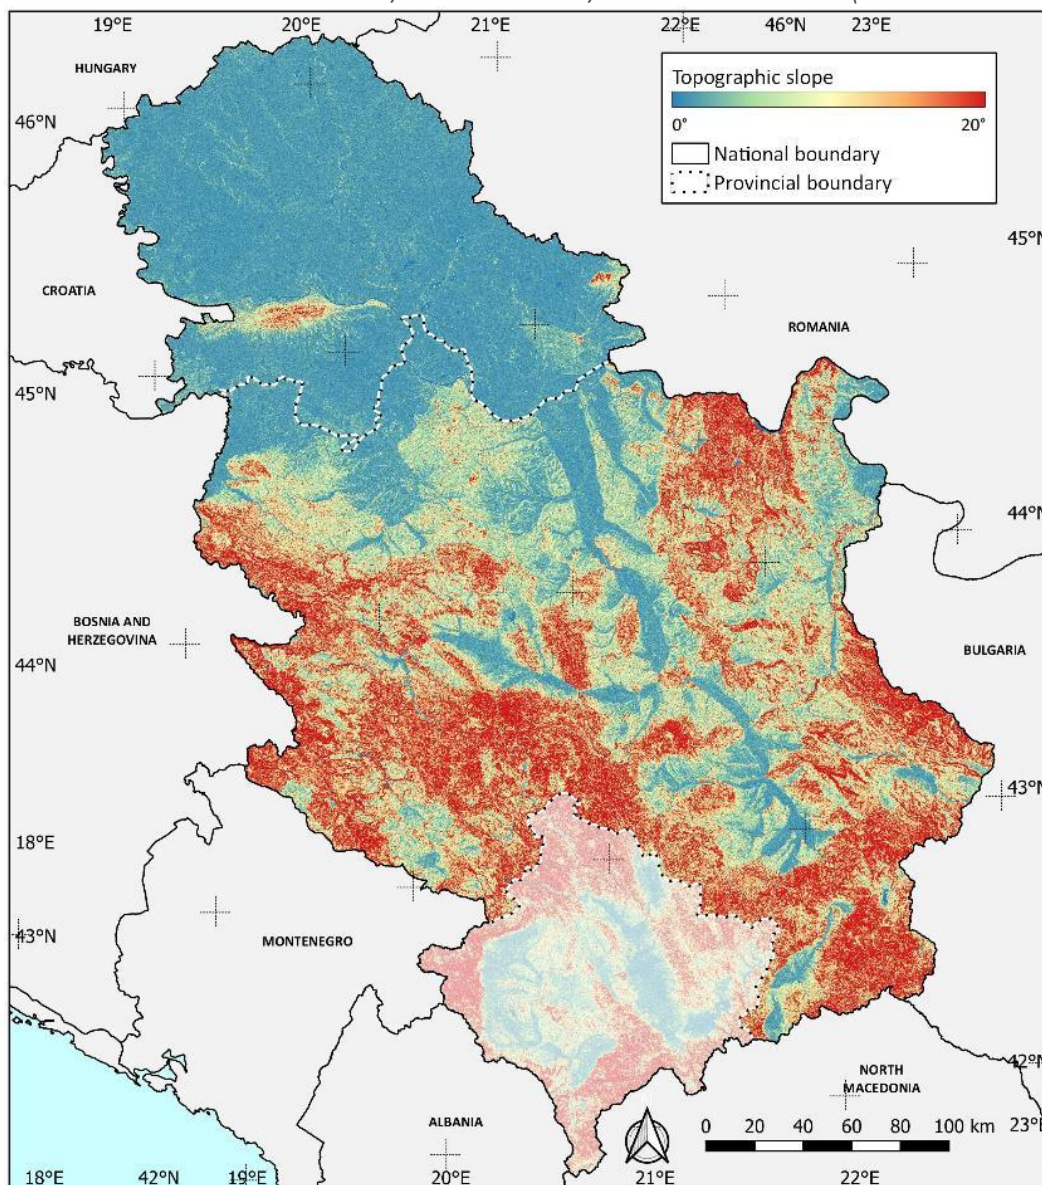 19°E 20°E 21°E 22°E 46°N 23°E
HUNGARY
Topographic slope
0° 20°
National boundary
Provincial boundary
46°N
45°N
CROATIA
ROMANIA
45°N
44°N
BOSNIA AND
HERZEGOVINA
BULGARIA
44°N
43°N
18°E
43°N
MONTENEGRO
42°N
NORTH
MACEDONIA
ALBANIA
0 20 40 60 80 100 km
23°E
18°E 42°N 19°E 20°E 21°E 22°E